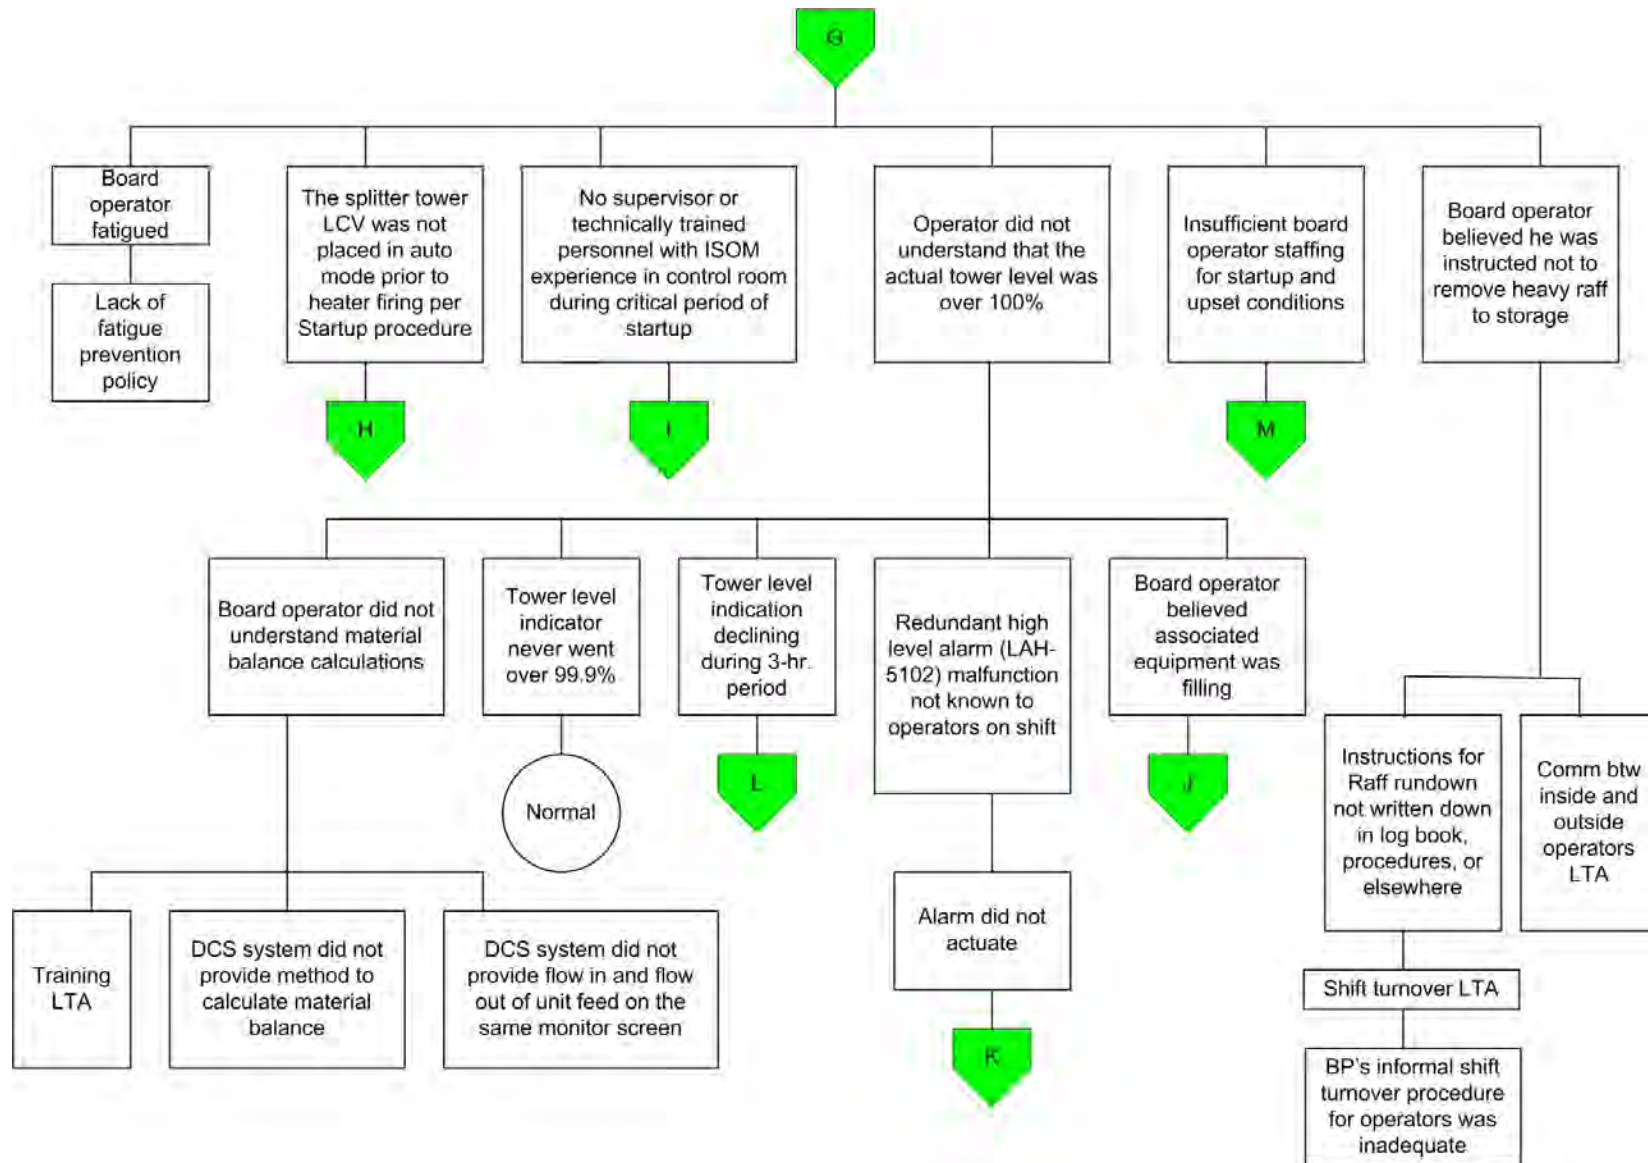 G
Board
operator
fatigued
Lack of
fatigue
prevention
policy
The splitter tower
LCV was not
placed in auto
mode prior to
heater firing per
Startup procedure
H
No supervisor or
technically trained
personnel with ISOM
experience in control room
during critical period of
startup
I
Operator did not
understand that the
actual tower level was
over 100%
Insufficient board
operator staffing
for startup and
upset conditions
M
Board operator
believed he was
instructed not to
remove heavy raff
to storage
Board operator did not
understand material
balance calculations
Tower level
indicator
never went
over 99.9%
Normal
Tower level
indication
declining
during 3-hr.
period
L
Redundant high
level alarm (LAH-
5102) malfunction
not known to
operators on shift
Alarm did not
actuate
K
Board operator
believed
associated
equipment was
filling
J
Instructions for
Raff rundown
not written down
in log book,
procedures, or
elsewhere
Comm btw
inside and
outside
operators
LTA
Training
LTA
DCS system did not
provide method to
calculate material
balance
DCS system did not
provide flow in and flow
out of unit feed on the
same monitor screen
Shift turnover LTA
BP's informal shift
turnover procedure
for operators was
inadequate